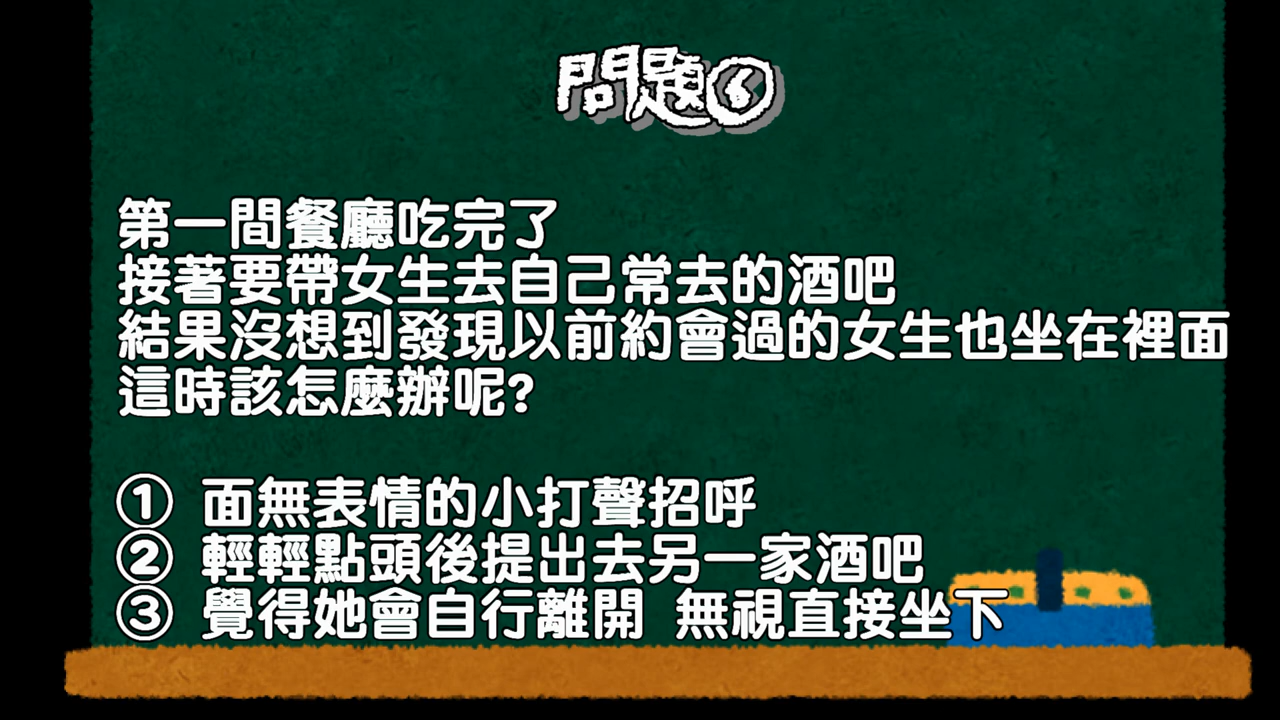 問題⑥
第一間餐廳吃完了
接著要帶女生去自己常去的酒吧
結果沒想到發現以前約會過的女生也坐在裡面
這時該怎麼辦呢?
① 面無表情的小打聲招呼
② 輕輕點頭後提出去另一家酒吧
③ 覺得她會自行離開 無視直接坐下